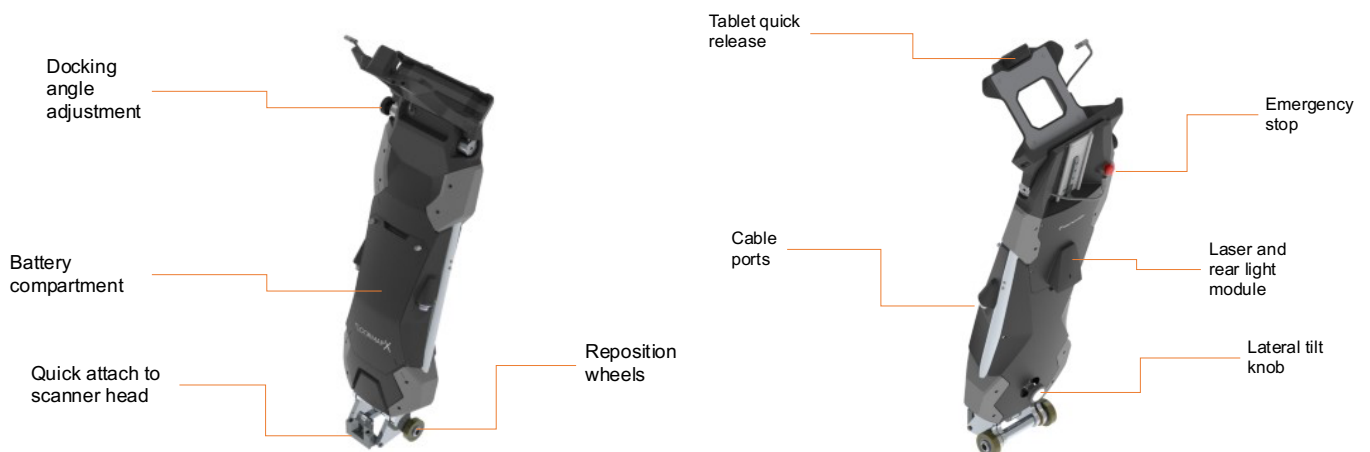 Docking
angle
adjustment
Battery
compartment
Quick attach to
scanner head
Reposition
wheels
FLOORMAPX
Tablet quick
release
Emergency
stop
Cable
ports
Laser and
rear light
module
Lateral tilt
knob